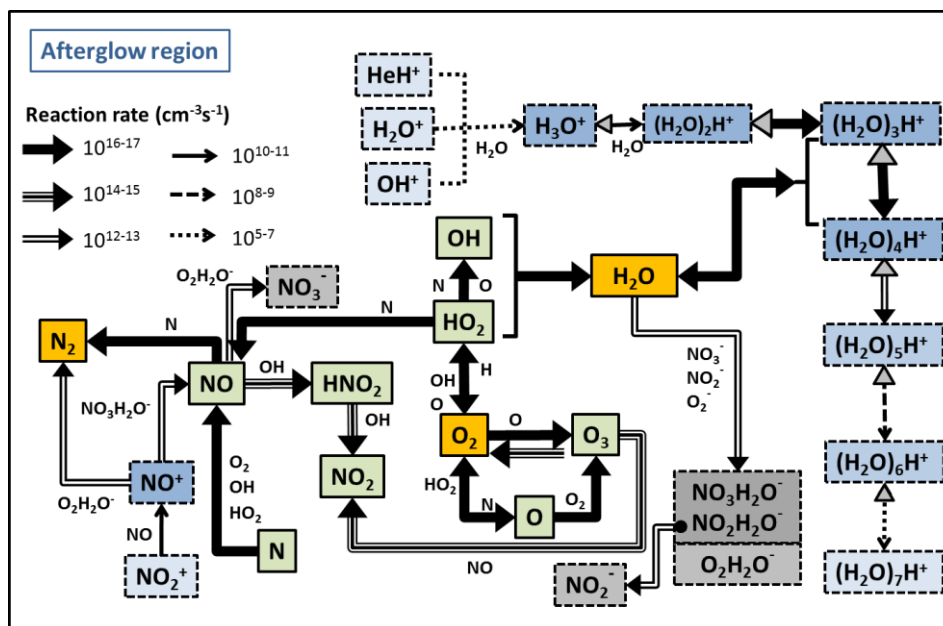 Afterglow region
Reaction rate (cm⁻³s⁻¹)
10¹⁶⁻¹⁷
10¹⁰⁻¹¹
10¹⁴⁻¹⁵
10⁸⁻⁹
10¹²⁻¹³
10⁵⁻⁷
HeH⁺
H₂O⁺
OH⁺
H₂O
H₃O⁺
H₂O
(H₂O)₂H⁺
(H₂O)₃H⁺
(H₂O)₄H⁺
(H₂O)₅H⁺
(H₂O)₆H⁺
(H₂O)₇H⁺
OH
N
O
HO₂
H₂O
O₂H₂O⁻
NO₃⁻
N
N₂
N
NO
OH
HNO₂
OH
NO₂
NO₃H₂O⁻
NO⁺
O₂H₂O⁻
NO
NO₂⁺
O₂
OH
HO₂
N
H
OH
O
O₂
O
O₃
HO₂
N
O
O₂
NO
NO₃⁻
NO₂⁻
O₂⁻
NO₃H₂O⁻
NO₂H₂O⁻
O₂H₂O⁻
NO₂⁻